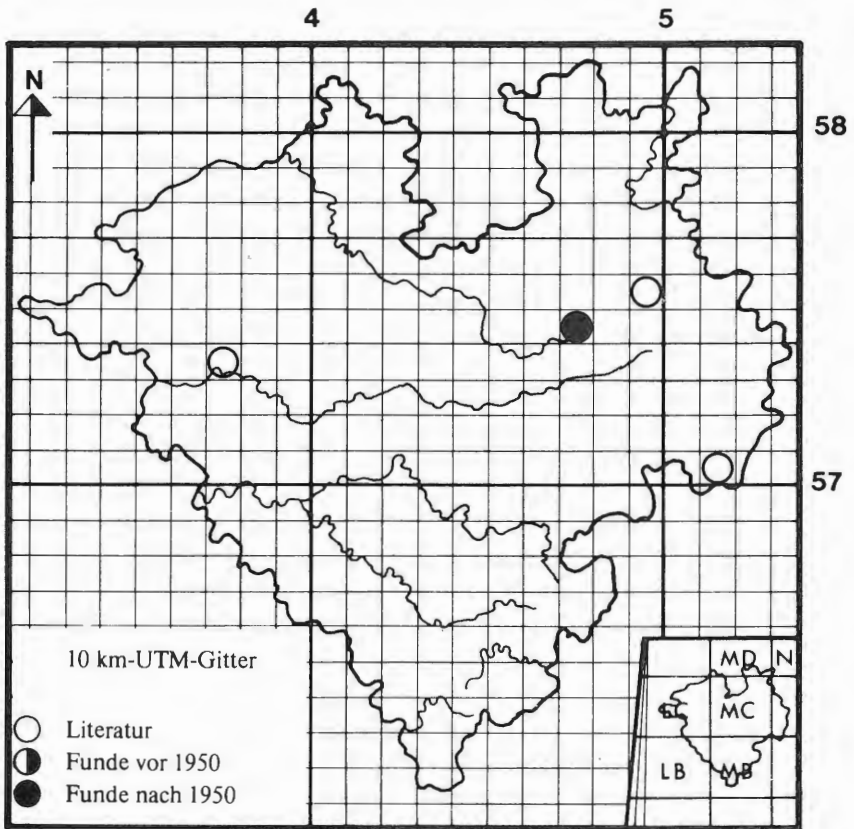 4 5
N
58
57
10 km-UTM-Gitter
MD N
MC
Literatur
Funde vor 1950
LB MB
Funde nach 1950